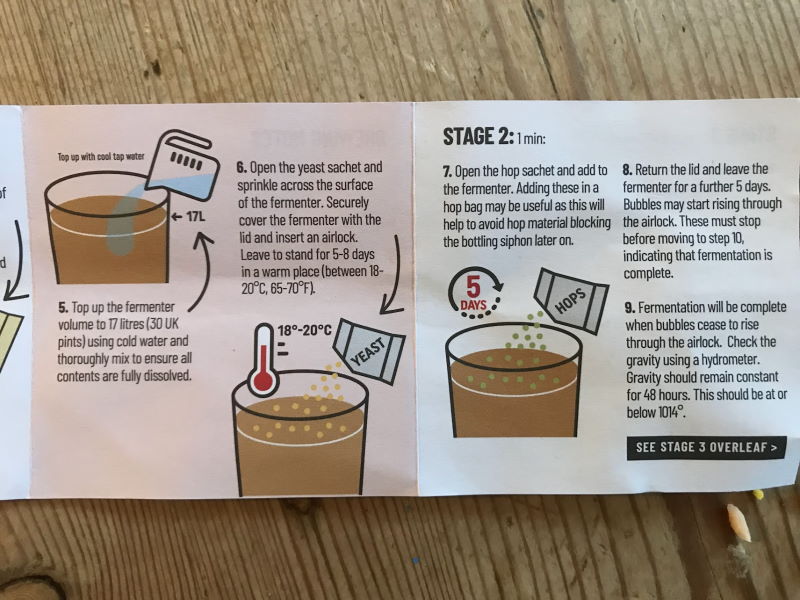 of
d
Top up with cool tap water
17L
5. Top up the fermenter
volume to 17 litres (30 UK
pints) using cold water and
thoroughly mix to ensure all
contents are fully dissolved.
6. Open the yeast sachet and
sprinkle across the surface
of the fermenter. Securely
cover the fermenter with the
lid and insert an airlock.
Leave to stand for 5-8 days
in a warm place (between 18-
20°C, 65-70°F).
18°-20°C
YEAST
STAGE 2: 1 min:
7. Open the hop sachet and add to
the fermenter. Adding these in a
hop bag may be useful as this will
help to avoid hop material blocking
the bottling siphon later on.
5
DAYS
HOPS
8. Return the lid and leave the
fermenter for a further 5 days.
Bubbles may start rising through
the airlock. These must stop
before moving to step 10,
indicating that fermentation is
complete.
9. Fermentation will be complete
when bubbles cease to rise
through the airlock. Check the
gravity using a hydrometer.
Gravity should remain constant
for 48 hours. This should be at or
below 1014°.
SEE STAGE 3 OVERLEAF >